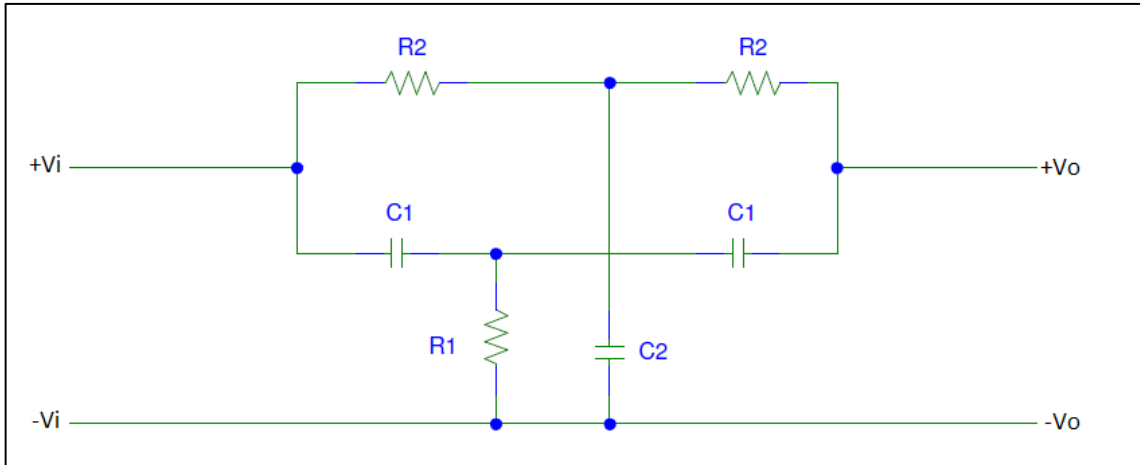 R2 R2
+Vi +Vo
C1 C1
R1 C2
-Vi -Vo